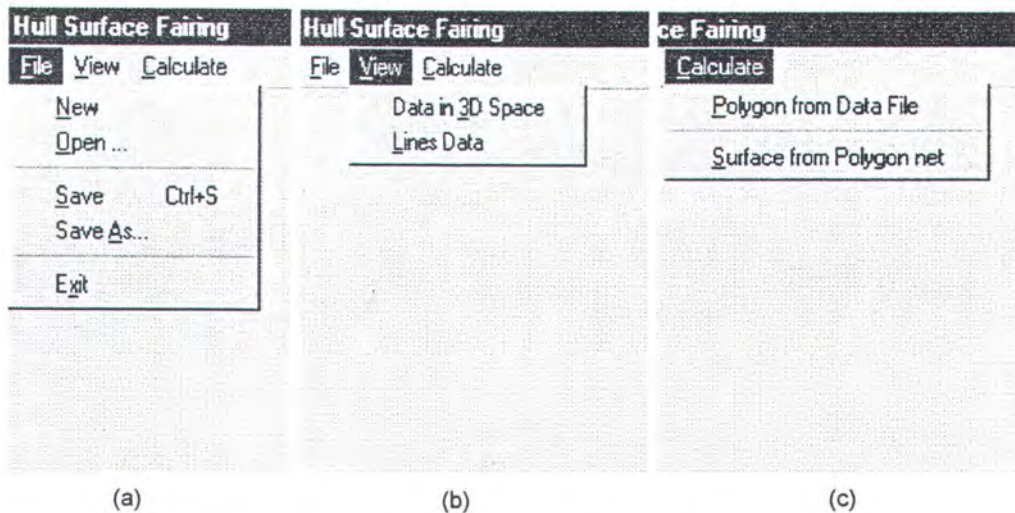 Hull Surface Fairing
File View Calculate
New
Open ...
Save Ctrl+S
Save As...
Exit
(a)
Hull Surface Fairing
File View Calculate
Data in 3D Space
Lines Data
(b)
ce Fairing
Calculate
Polygon from Data File
Surface from Polygon net
(c)